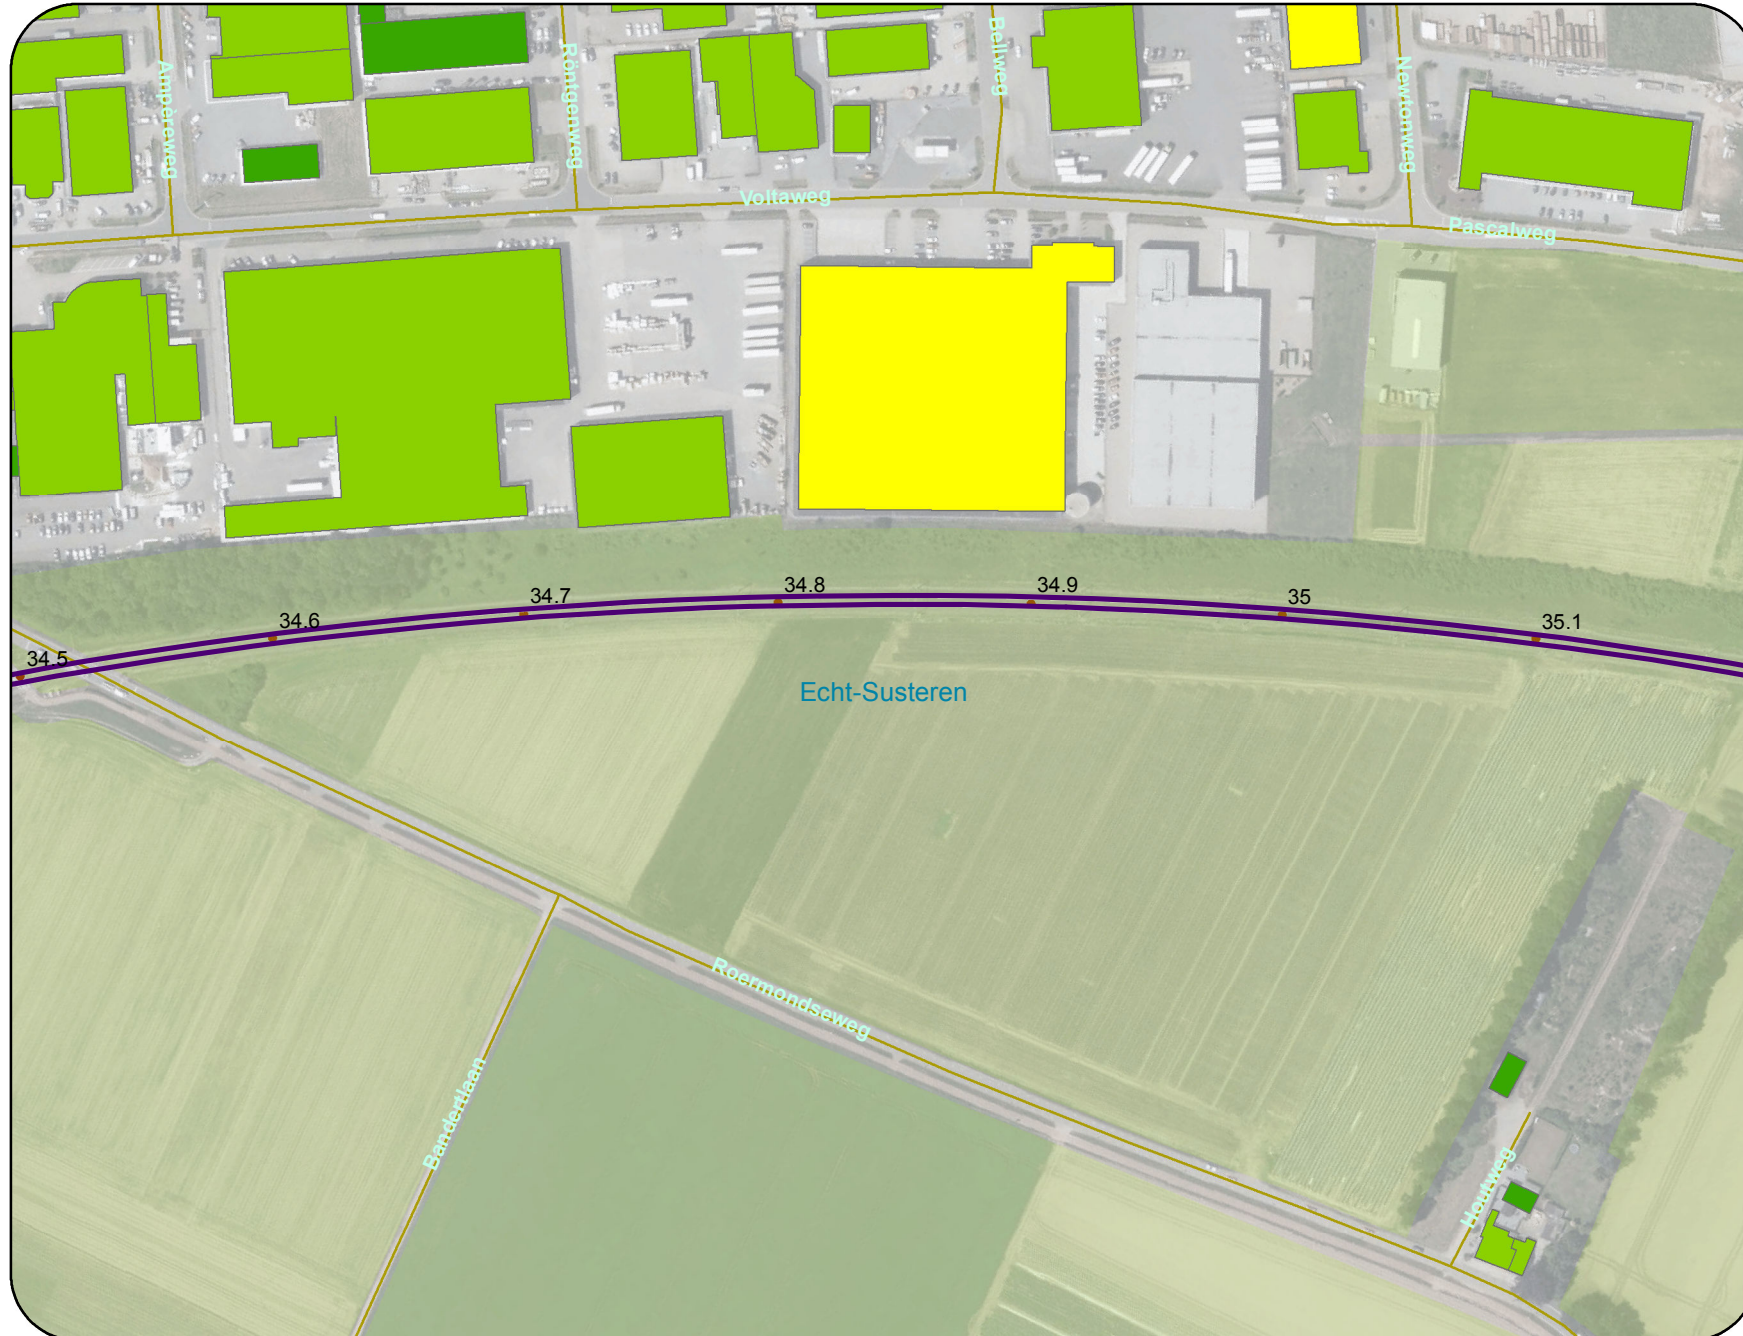 Ampèreweg
Röntgenweg
Bellweg
Newtonweg
Voltaweg
Pascalweg
34.5
34.6
34.7
34.8
34.9
35
35.1
Echt-Susteren
Roermondseweg
Bandertlaan
Houtweg